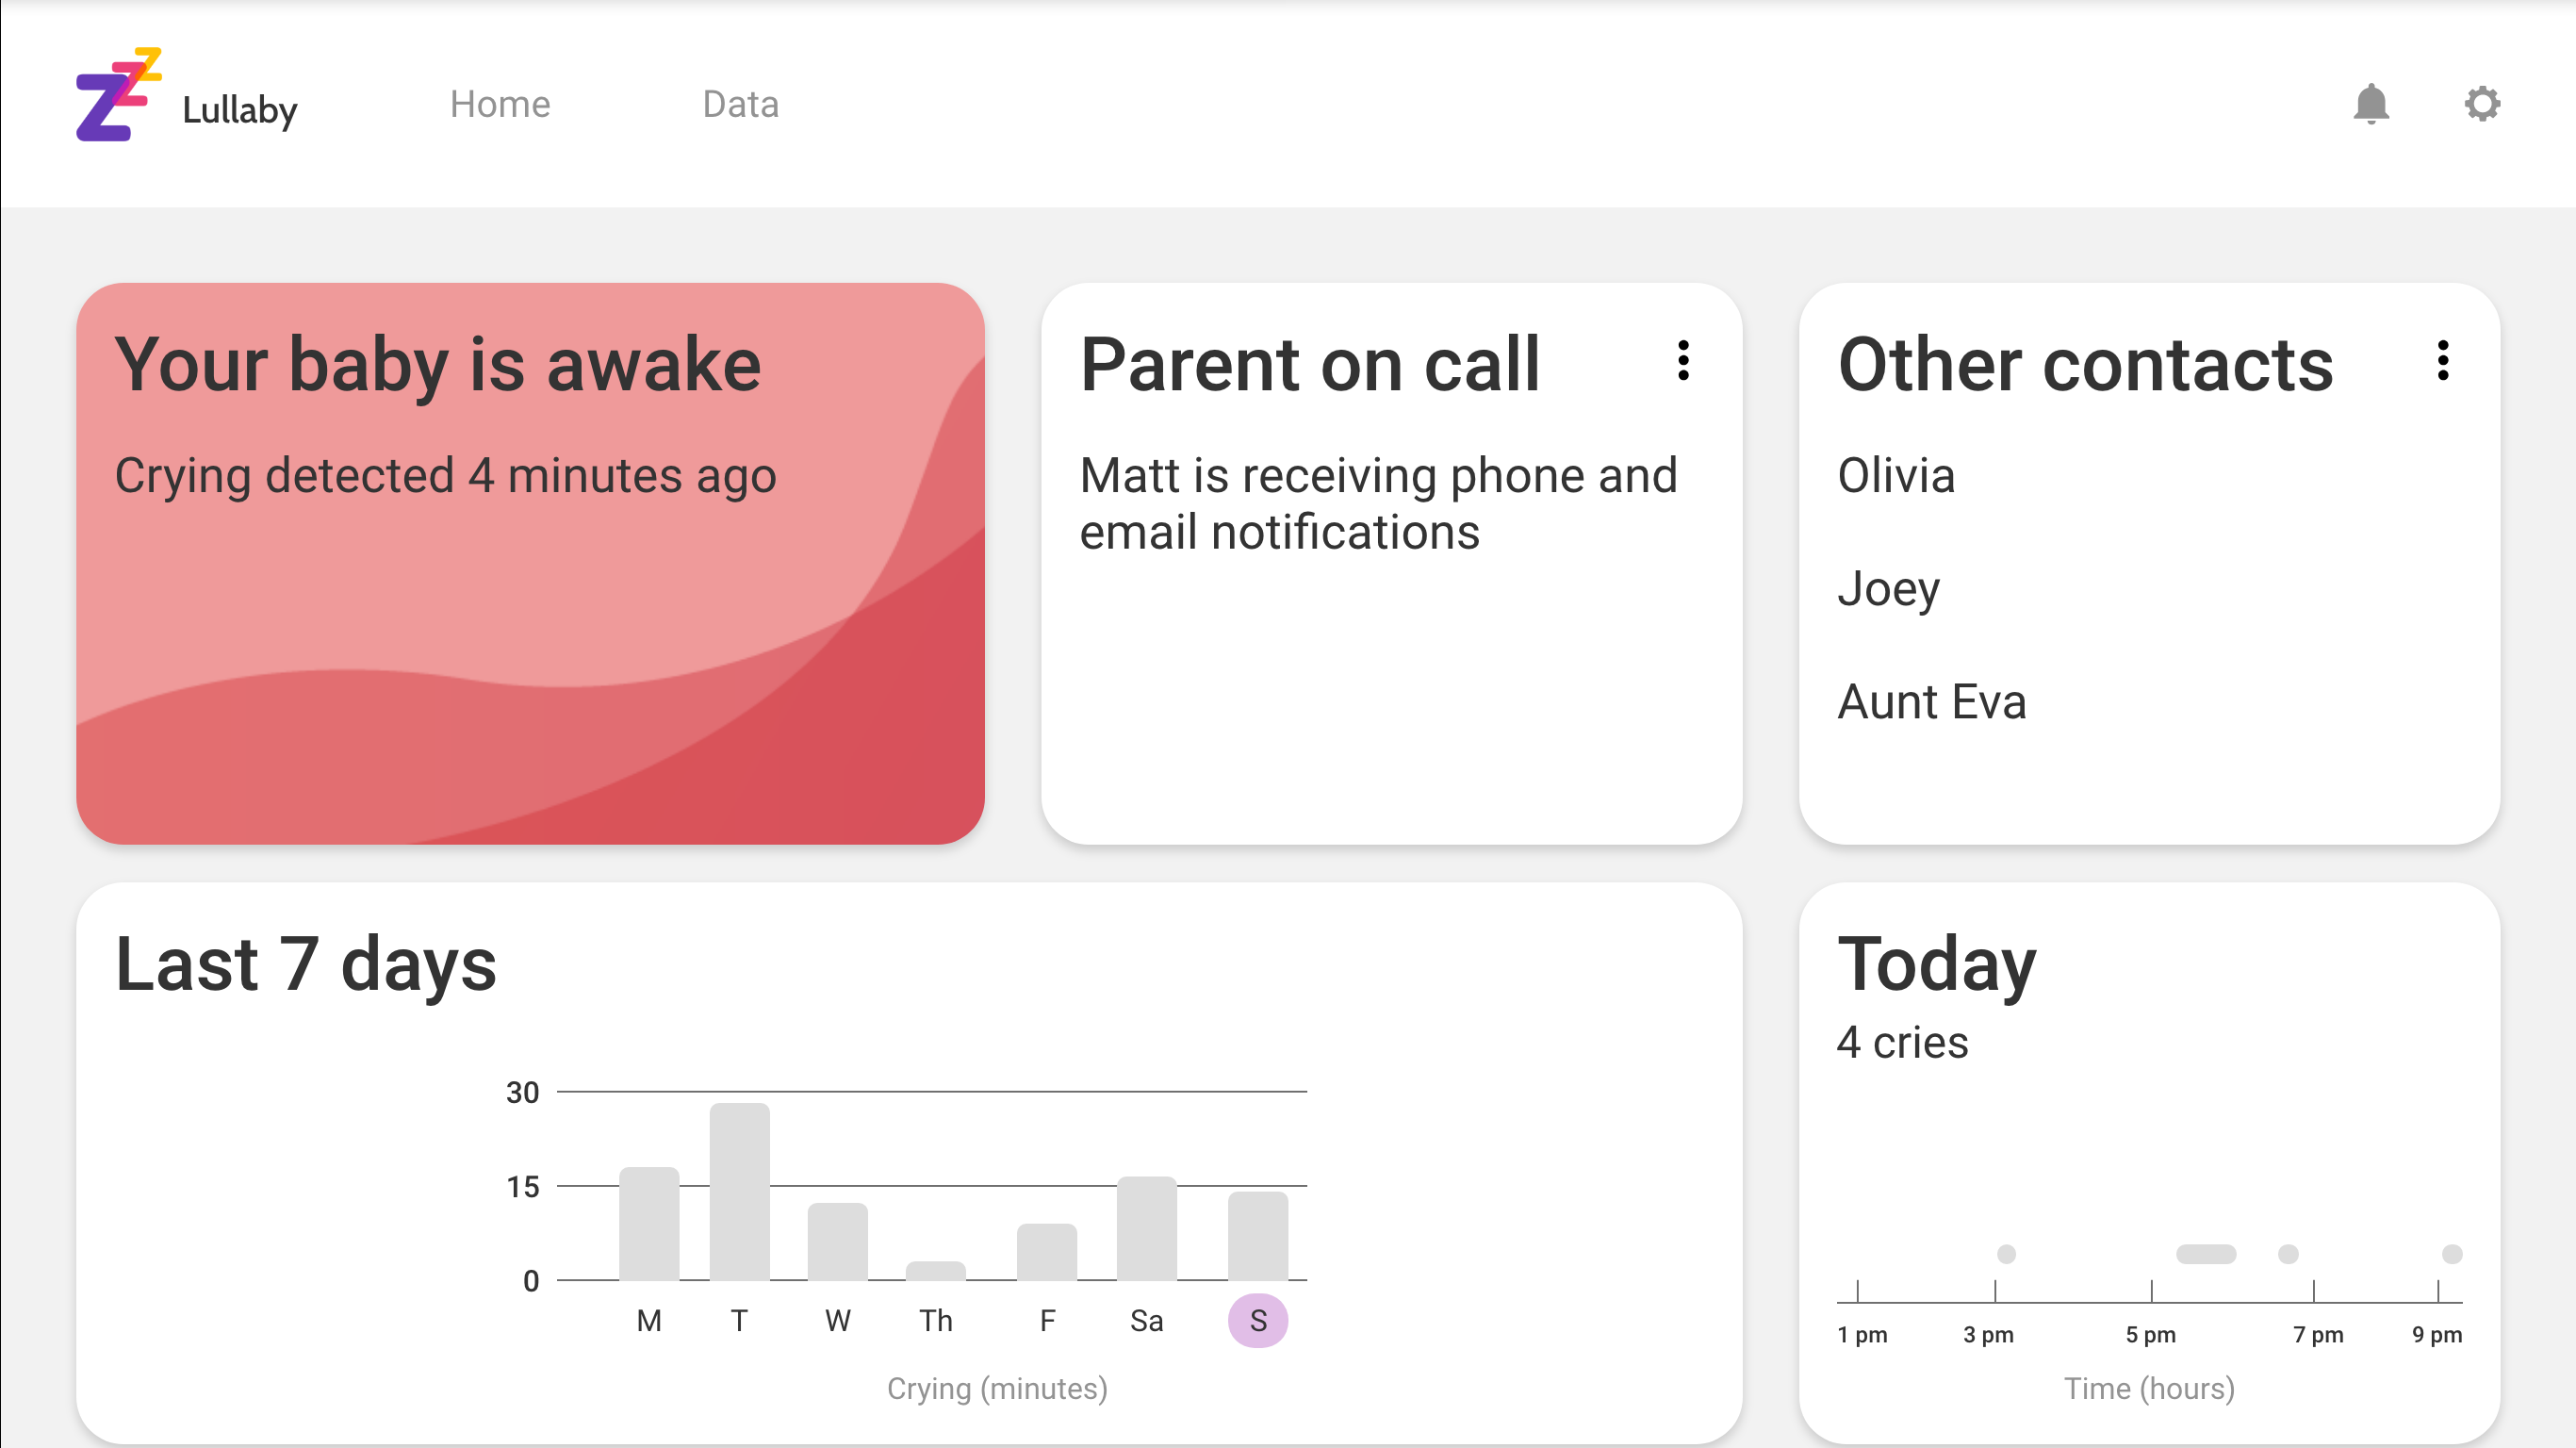 Lullaby
Home
Data
Your baby is awake
Crying detected 4 minutes ago
Parent on call
Matt is receiving phone and
email notifications
Other contacts
Olivia
Joey
Aunt Eva
Last 7 days
30
15
0
M T W Th F Sa S
Crying (minutes)
Today
4 cries
1 pm 3 pm 5 pm 7 pm 9 pm
Time (hours)